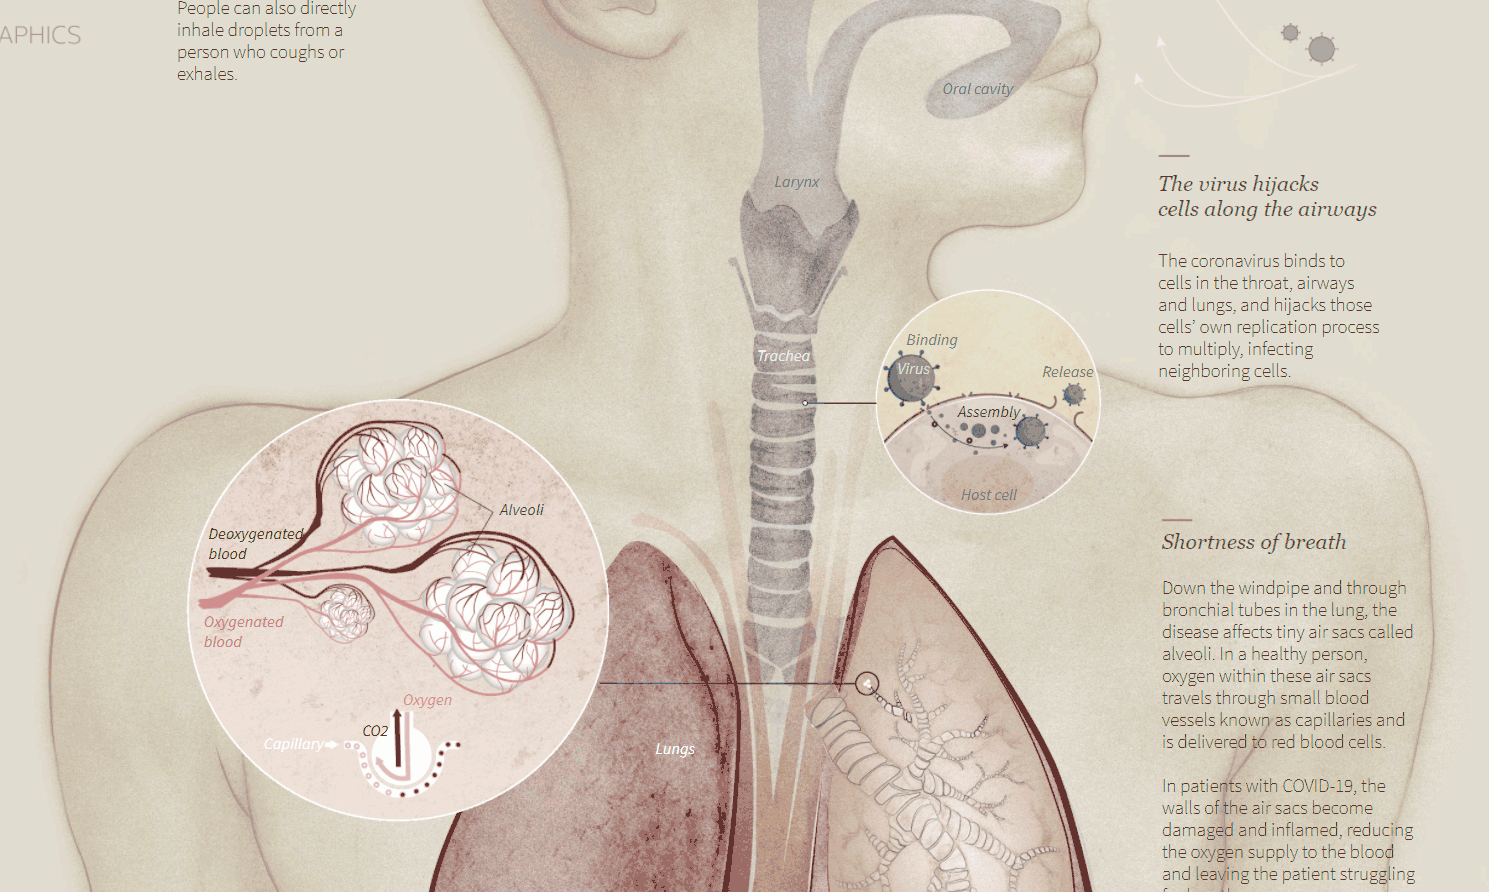 People can also directly
inhale droplets from a
person who coughs or
exhales.
APHICS
Oral cavity
Larynx
The virus hijacks
cells along the airways
The coronavirus binds to
cells in the throat, airways
and lungs, and hijacks those
cells’ own replication process
to multiply, infecting
neighboring cells.
Trachea
Binding
Virus
Release
Assembly
Host cell
Alveoli
Deoxygenated
blood
Oxygenated
blood
Oxygen
CO2
Capillary
Lungs
Shortness of breath
Down the windpipe and through
bronchial tubes in the lung, the
disease affects tiny air sacs called
alveoli. In a healthy person,
oxygen within these air sacs
travels through small blood
vessels known as capillaries and
is delivered to red blood cells.
In patients with COVID-19, the
walls of the air sacs become
damaged and inflamed, reducing
the oxygen supply to the blood
and leaving the patient struggling